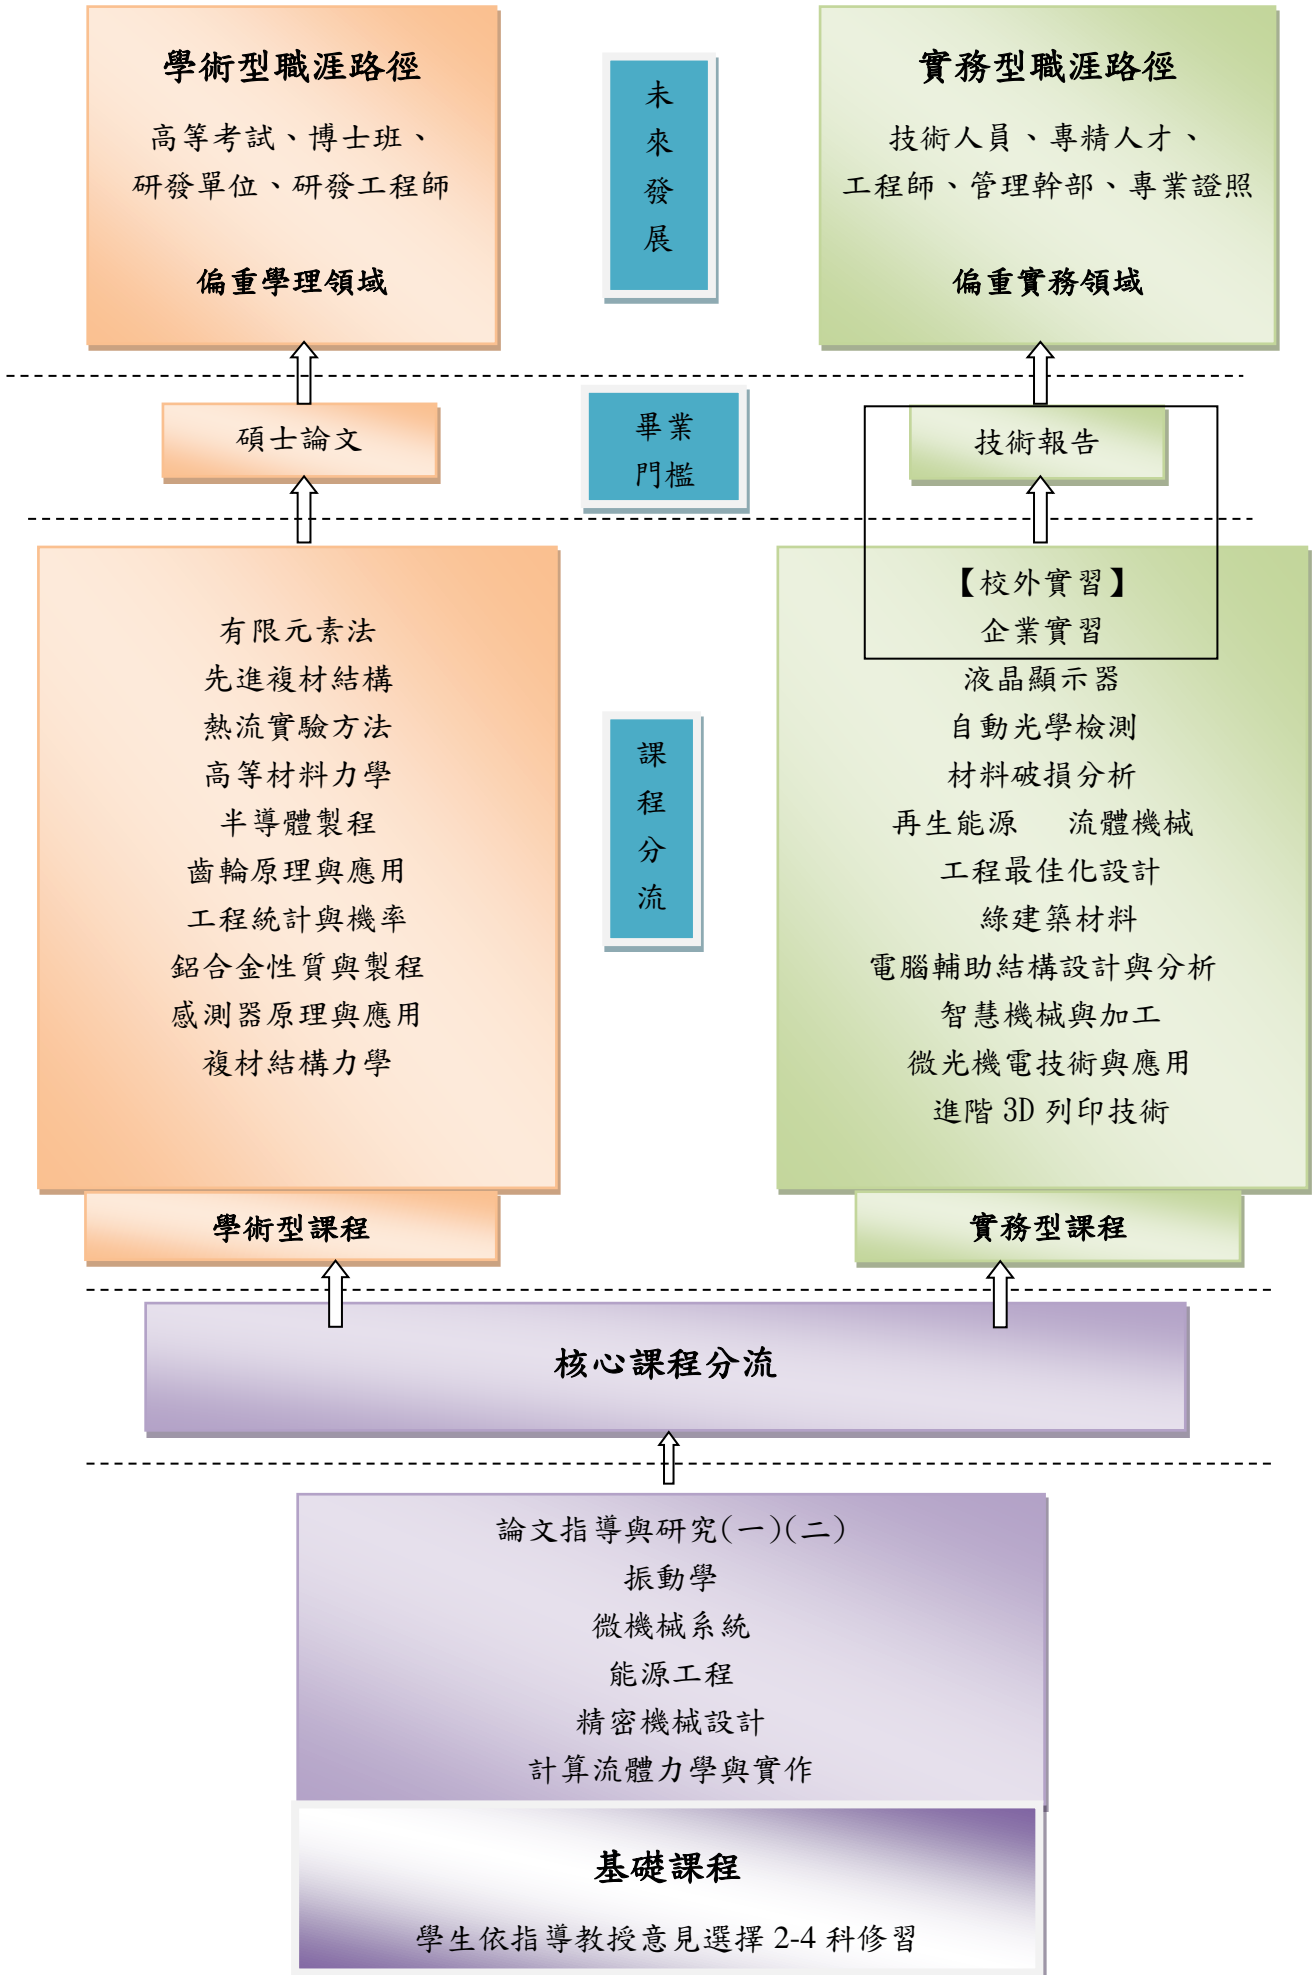 學術型職涯路徑
高等考試、博士班、
研發單位、研發工程師
偏重學理領域
未來發展
實務型職涯路徑
技術人員、專精人才、
工程師、管理幹部、專業證照
偏重實務領域
碩士論文
畢業
門檻
技術報告
有限元素法
先進複材結構
熱流實驗方法
高等材料力學
半導體製程
齒輪原理與應用
工程統計與機率
鋁合金性質與製程
感測器原理與應用
複材結構力學
學術型課程
課程分流
【校外實習】
企業實習
液晶顯示器
自動光學檢測
材料破損分析
再生能源 流體機械
工程最佳化設計
綠建築材料
電腦輔助結構設計與分析
智慧機械與加工
微光機電技術與應用
進階 3D 列印技術
實務型課程
核心課程分流
論文指導與研究(一)(二)
振動學
微機械系統
能源工程
精密機械設計
計算流體力學與實作
基礎課程
學生依指導教授意見選擇 2-4 科修習